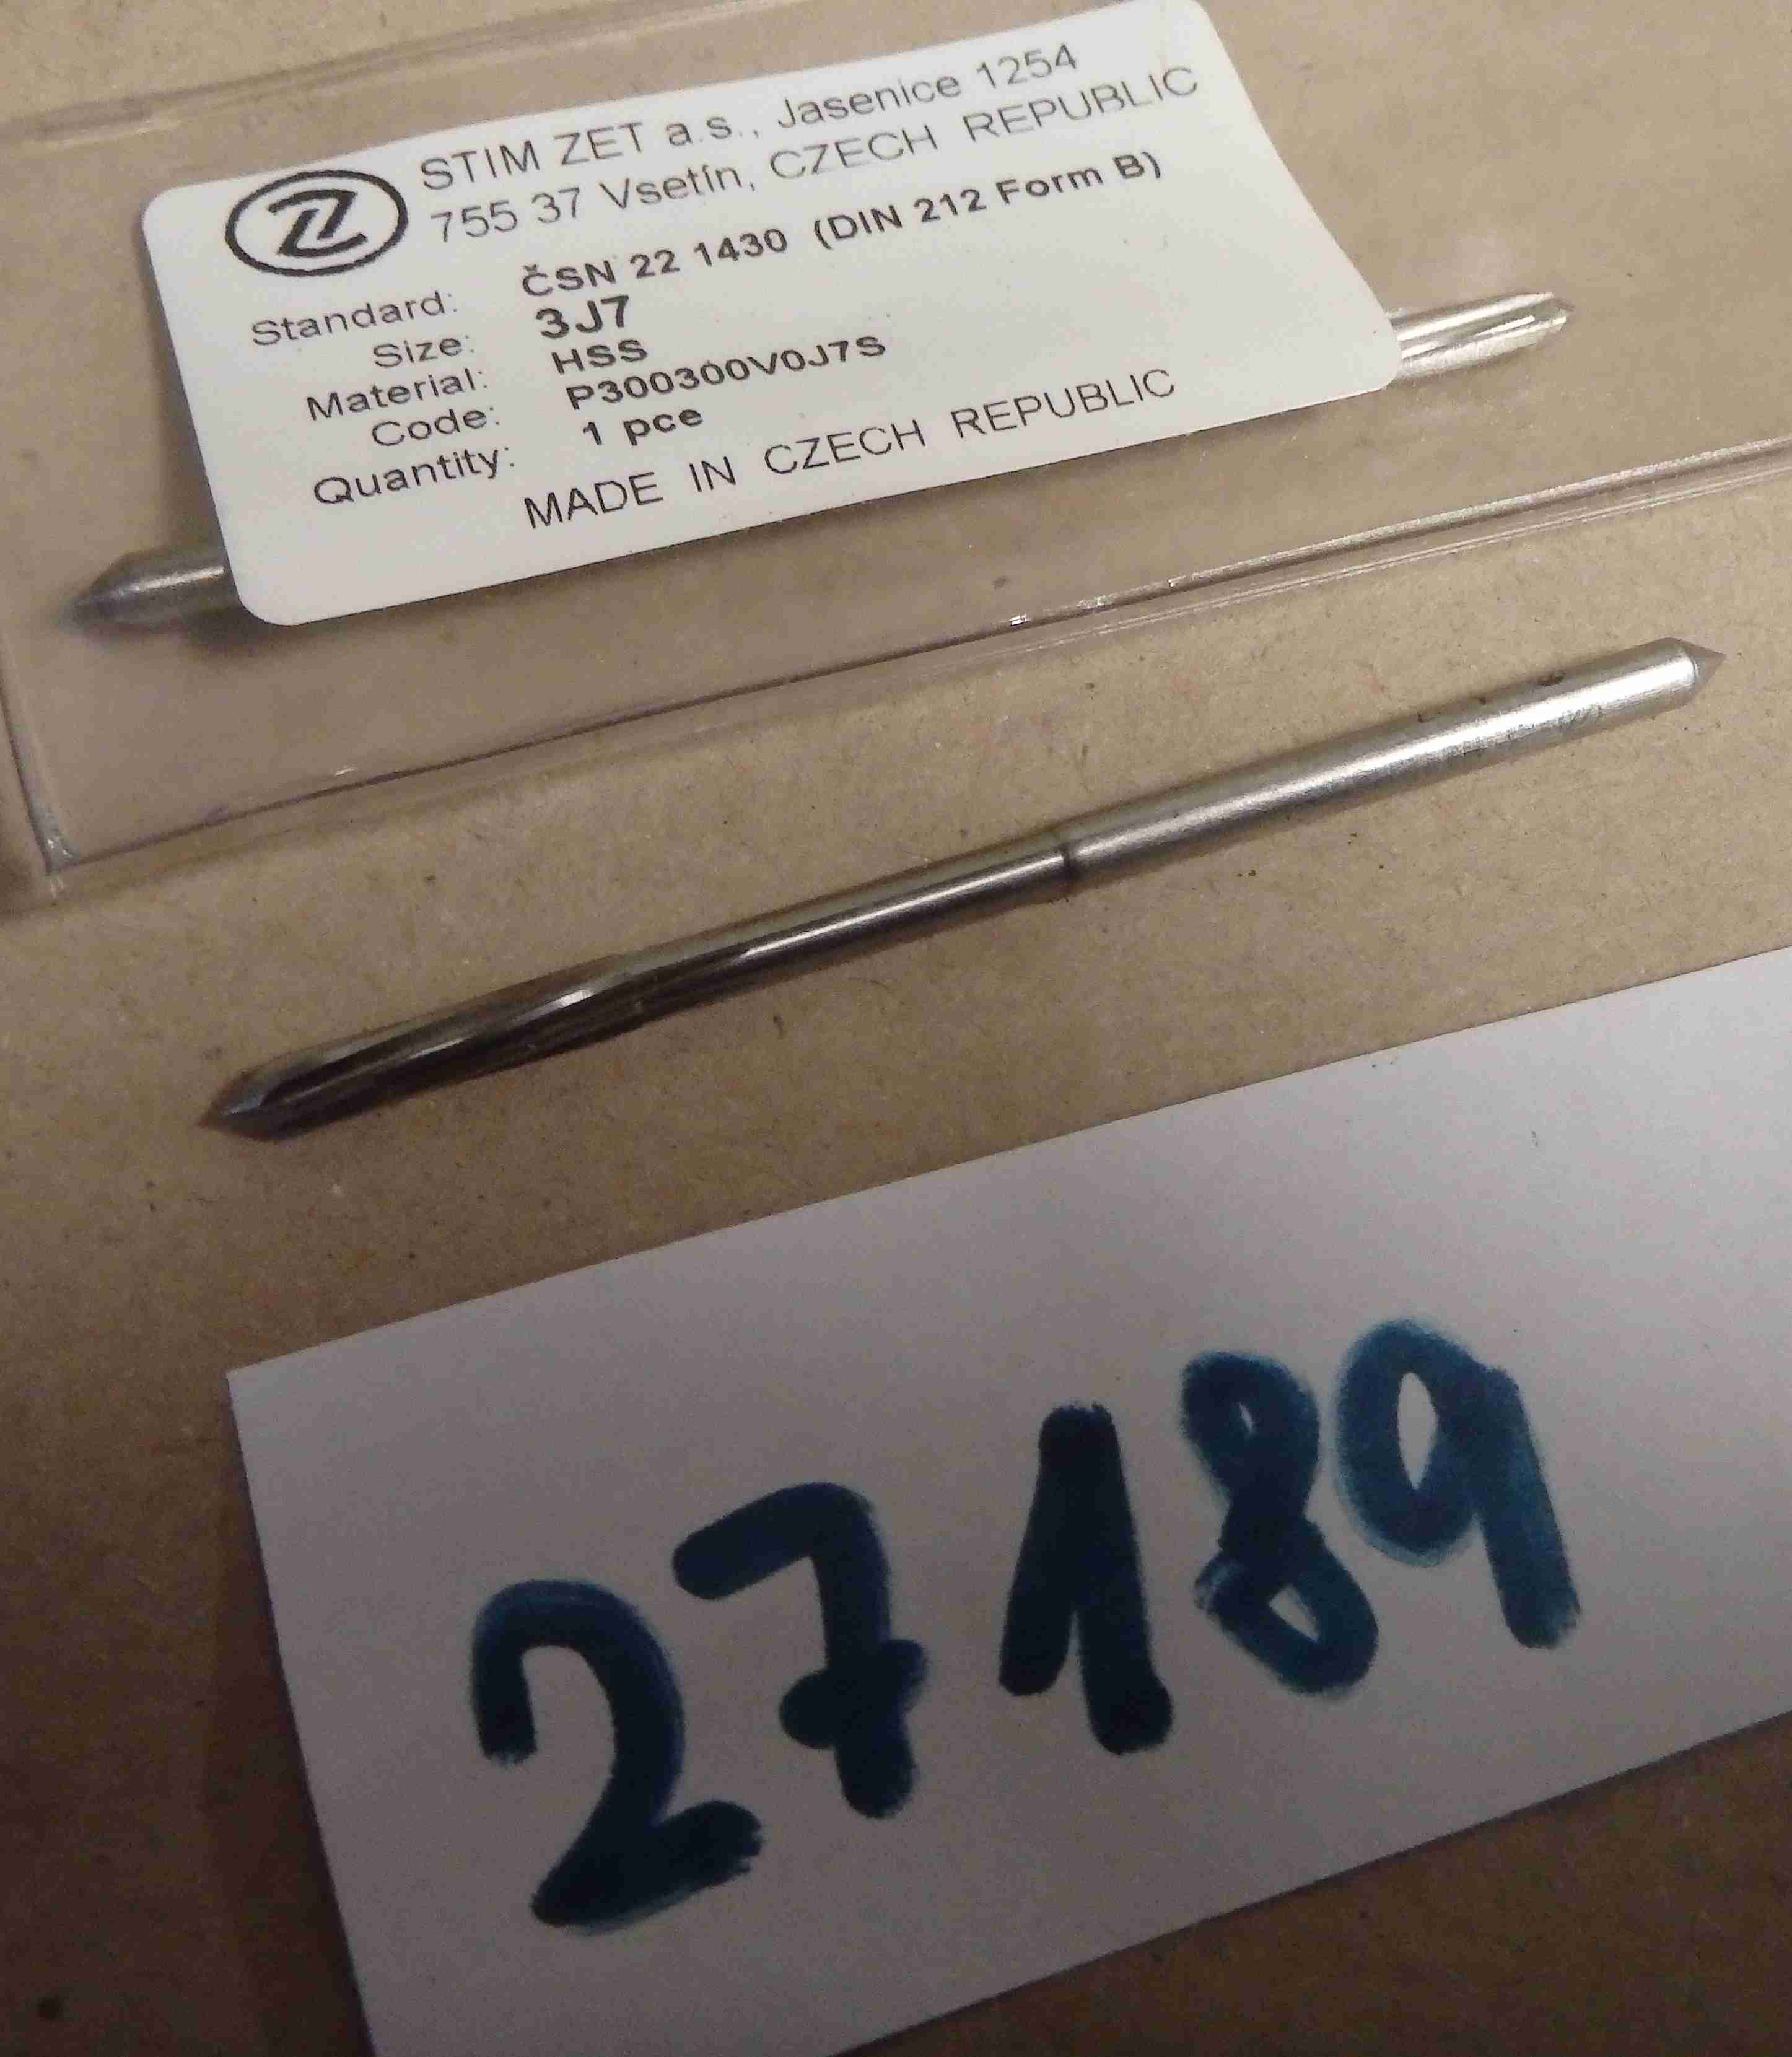 STIM ZET a.s., Jasenice 1254
755 37 Vsetín, CZECH REPUBLIC
Standard: ČSN 22 1430 (DIN 212 Form B)
Size: 3J7
Material: HSS
Code: P300300V0J7S
Quantity: 1 pce
MADE IN CZECH REPUBLIC
27189